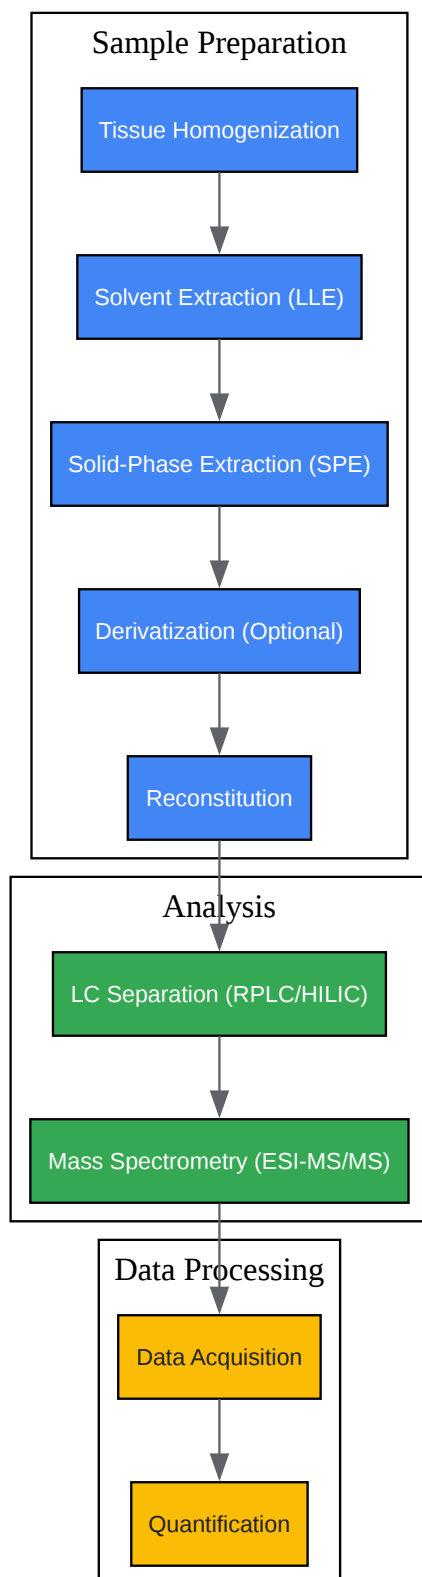 Sample Preparation
Tissue Homogenization
Solvent Extraction (LLE)
Solid-Phase Extraction (SPE)
Derivatization (Optional)
Reconstitution
Analysis
LC Separation (RPLC/HILIC)
Mass Spectrometry (ESI-MS/MS)
Data Processing
Data Acquisition
Quantification